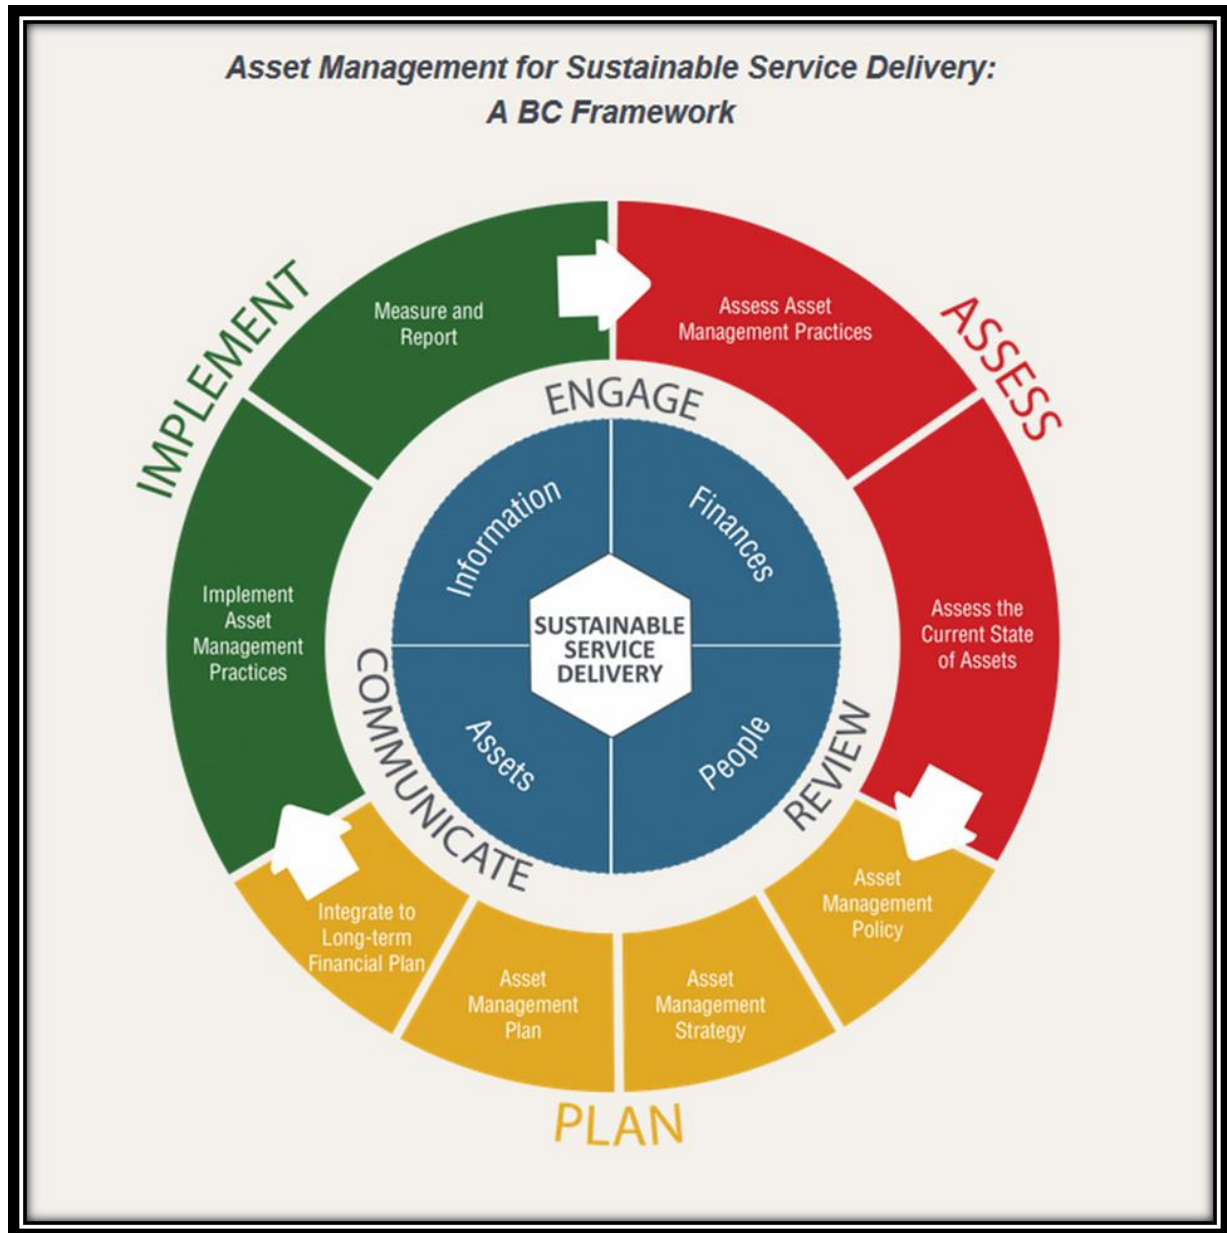 Asset Management for Sustainable Service Delivery:
A BC Framework
IMPLEMENT
Measure and
Report
Assess Asset
Management Practices
ASSESS
ENGAGE
Information
Finances
SUSTAINABLE
SERVICE
DELIVERY
Implement
Asset
Management
Practices
Assess the
Current State
of Assets
COMMUNICATE
Assets
People
REVIEW
Asset
Management
Policy
Integrate to
Long-term
Financial Plan
Asset
Management
Plan
Asset
Management
Strategy
PLAN